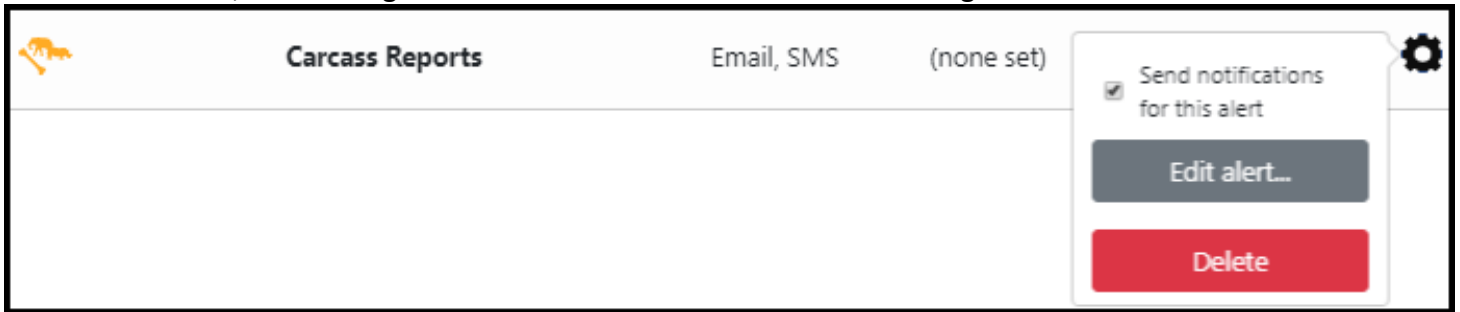 Carcass Reports Email, SMS (none set)
Send notifications
for this alert
Edit alert...
Delete